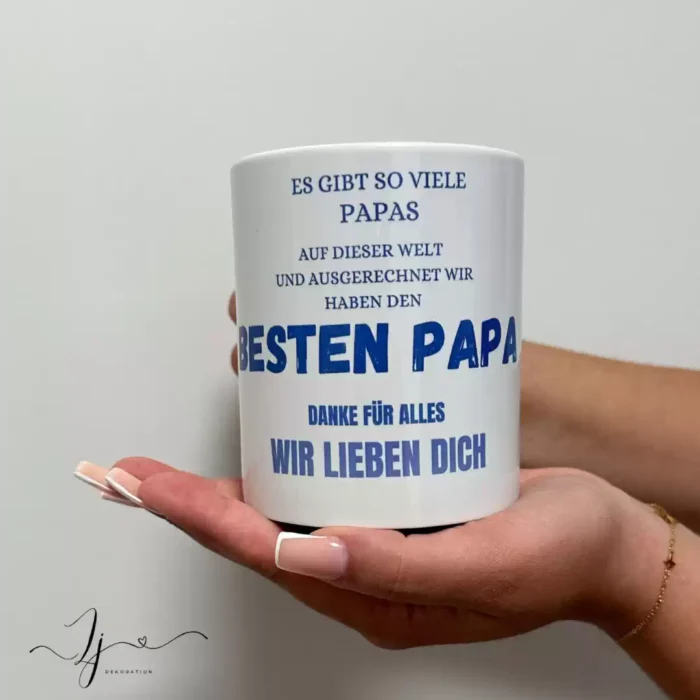 ES GIBT SO VIELE
PAPAS
AUF DIESER WELT
UND AUSGERECHNET WIR
HABEN DEN
BESTEN PAPA
DANKE FÜR ALLES
WIR LIEBEN DICH
LJ
DEKORATION